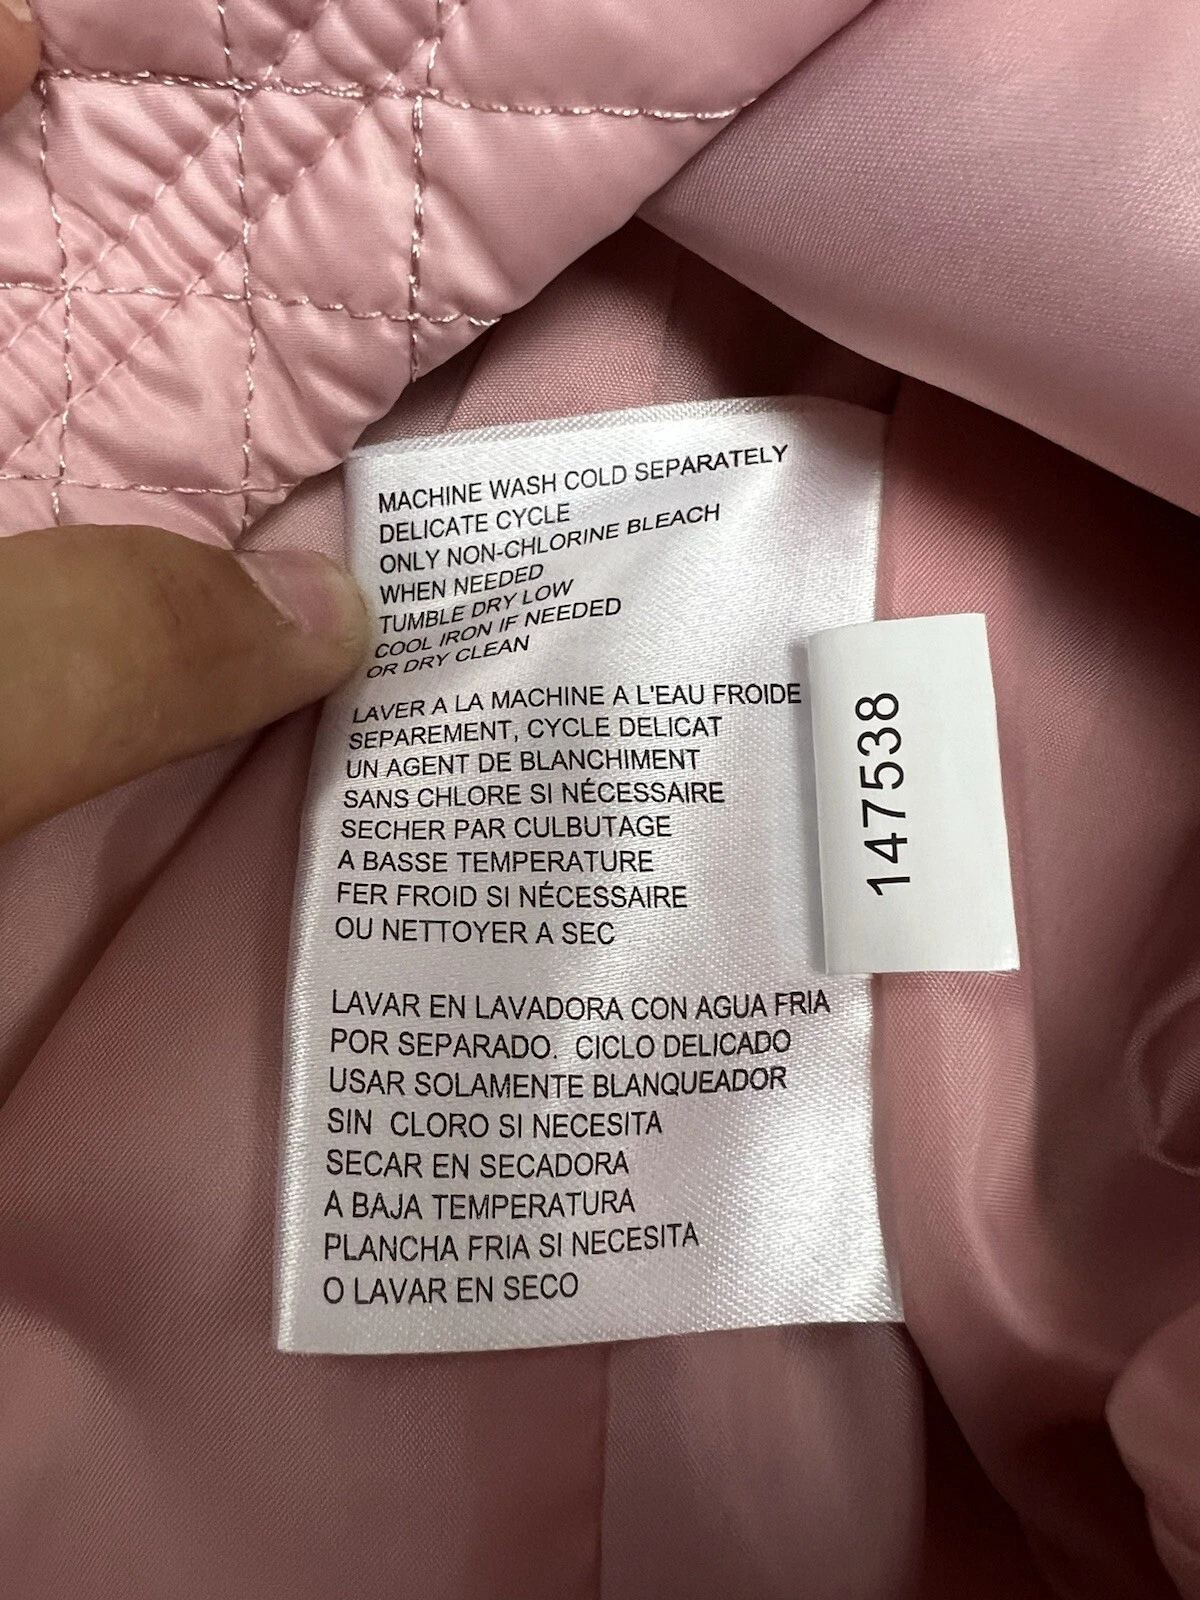 MACHINE WASH COLD SEPARATELY
DELICATE CYCLE
ONLY NON-CHLORINE BLEACH
WHEN NEEDED
TUMBLE DRY LOW
COOL IRON IF NEEDED
OR DRY CLEAN
LAVER A LA MACHINE A L'EAU FROIDE
SEPAREMENT, CYCLE DELICAT
UN AGENT DE BLANCHIMENT
SANS CHLORE SI NÉCESSAIRE
SECHER PAR CULBUTAGE
A BASSE TEMPERATURE
FER FROID SI NÉCESSAIRE
OU NETTOYER A SEC
LAVAR EN LAVADORA CON AGUA FRIA
POR SEPARADO. CICLO DELICADO
USAR SOLAMENTE BLANQUEADOR
SIN CLORO SI NECESITA
SECAR EN SECADORA
A BAJA TEMPERATURA
PLANCHA FRIA SI NECESITA
O LAVAR EN SECO
147538